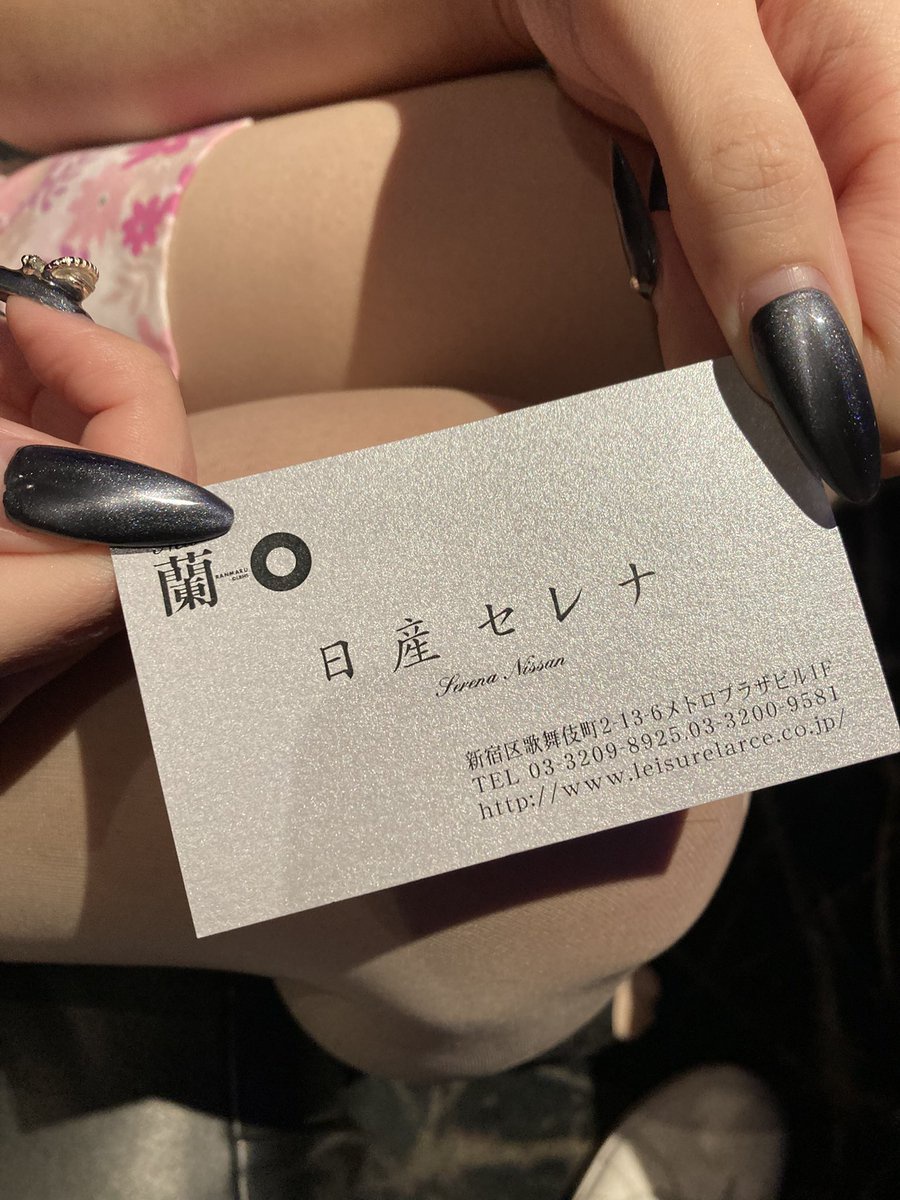 蘭
RANMARU
日産セレナ
Serena Nissan
新宿区歌舞伎町2-13-6メトロプラザビル1F
TEL 03-3209-8925.03-3200-9581
http://www.leisurelarce.co.jp/